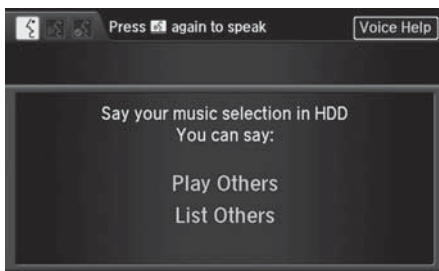 Press again to speak
Voice Help
Say your music selection in HDD
You can say:
Play Others
List Others